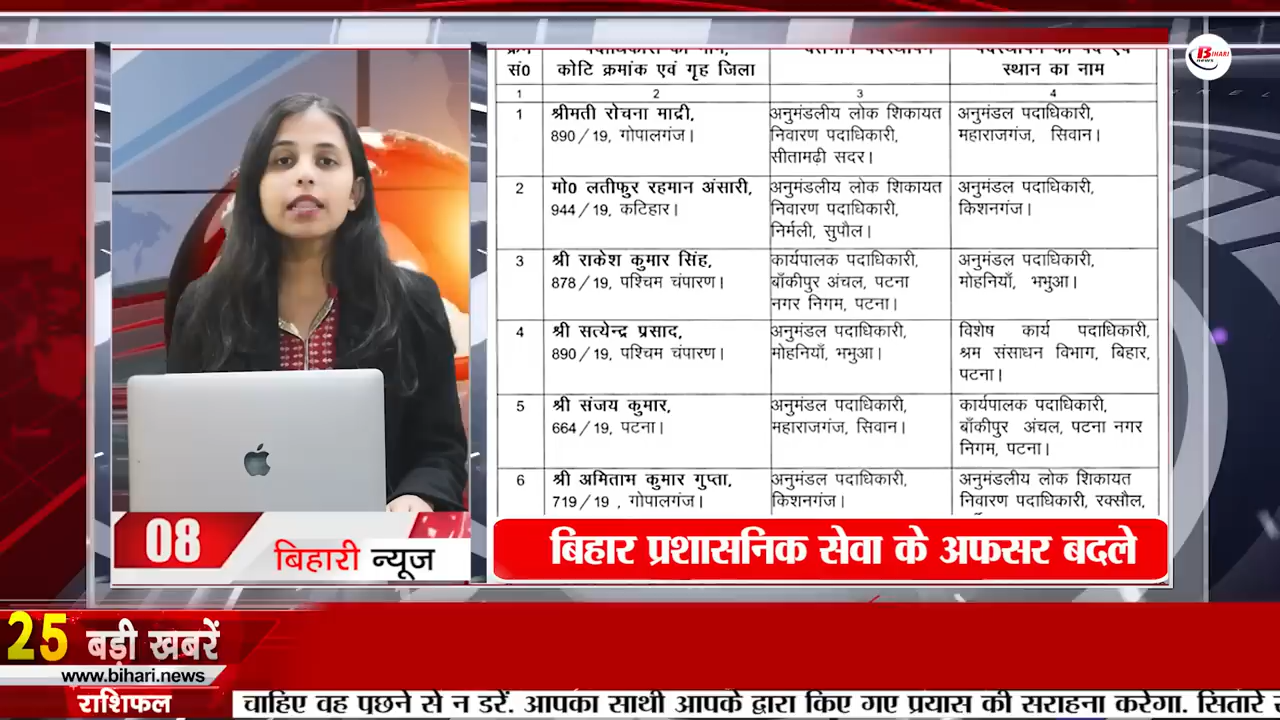 सं०
कोटि क्रमांक एवं गृह जिला
स्थान का नाम
1 2 3 4
1
श्रीमती रोचना माद्री,
890/19, गोपालगंज।
अनुमंडलीय लोक शिकायत
निवारण पदाधिकारी,
सीतामढ़ी सदर।
अनुमंडल पदाधिकारी,
महाराजगंज, सिवान।
2
मो० लतीफुर रहमान अंसारी,
944/19, कटिहार।
अनुमंडलीय लोक शिकायत
निवारण पदाधिकारी,
निर्मली, सुपौल।
अनुमंडल पदाधिकारी,
किशनगंज।
3
श्री राकेश कुमार सिंह,
878/19, पश्चिम चंपारण।
कार्यपालक पदाधिकारी,
बाँकीपुर अंचल, पटना
नगर निगम, पटना।
अनुमंडल पदाधिकारी,
मोहनियाँ, भभुआ।
4
श्री सत्येन्द्र प्रसाद,
890/19, पश्चिम चंपारण।
अनुमंडल पदाधिकारी,
मोहनियाँ, भभुआ।
विशेष कार्य पदाधिकारी,
श्रम संसाधन विभाग, बिहार,
पटना।
5
श्री संजय कुमार,
664/19, पटना।
अनुमंडल पदाधिकारी,
महाराजगंज, सिवान।
कार्यपालक पदाधिकारी,
बाँकीपुर अंचल, पटना नगर
निगम, पटना।
6
श्री अमिताम कुमार गुप्ता,
719/19 , गोपालगंज।
अनुमंडल पदाधिकारी,
किशनगंज।
अनुमंडलीय लोक शिकायत
निवारण पदाधिकारी, रक्सौल,
BIHARI
news
08
बिहारी न्यूज
बिहार प्रशासनिक सेवा के अफसर बदले
25 बड़ी खबरें
www.bihari.news
राशिफल
चाहिए वह पूछने से न डरें. आपका साथी आपके द्वारा किए गए प्रयास की सराहना करेगा. सितारे